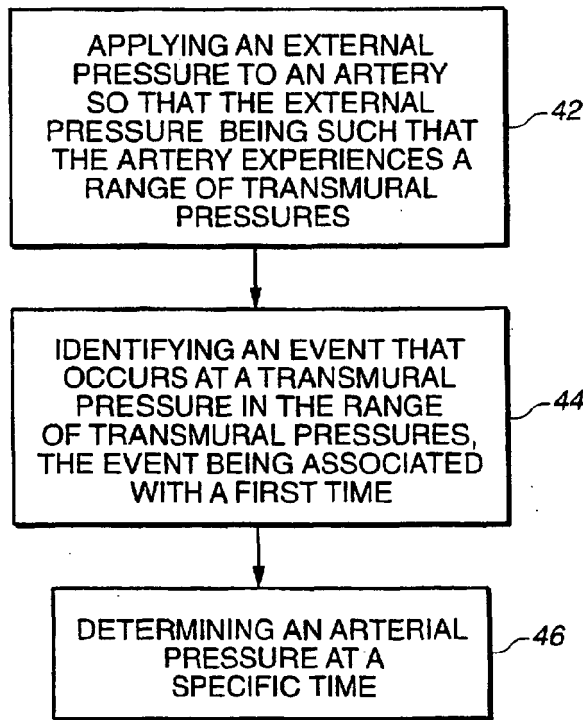 APPLYING AN EXTERNAL
PRESSURE TO AN ARTERY
SO THAT THE EXTERNAL
PRESSURE BEING SUCH THAT
THE ARTERY EXPERIENCES A
RANGE OF TRANSMURAL
PRESSURES
42
IDENTIFYING AN EVENT THAT
OCCURS AT A TRANSMURAL
PRESSURE IN THE RANGE
OF TRANSMURAL PRESSURES,
THE EVENT BEING ASSOCIATED
WITH A FIRST TIME
44
DETERMINING AN ARTERIAL
PRESSURE AT A
SPECIFIC TIME
46